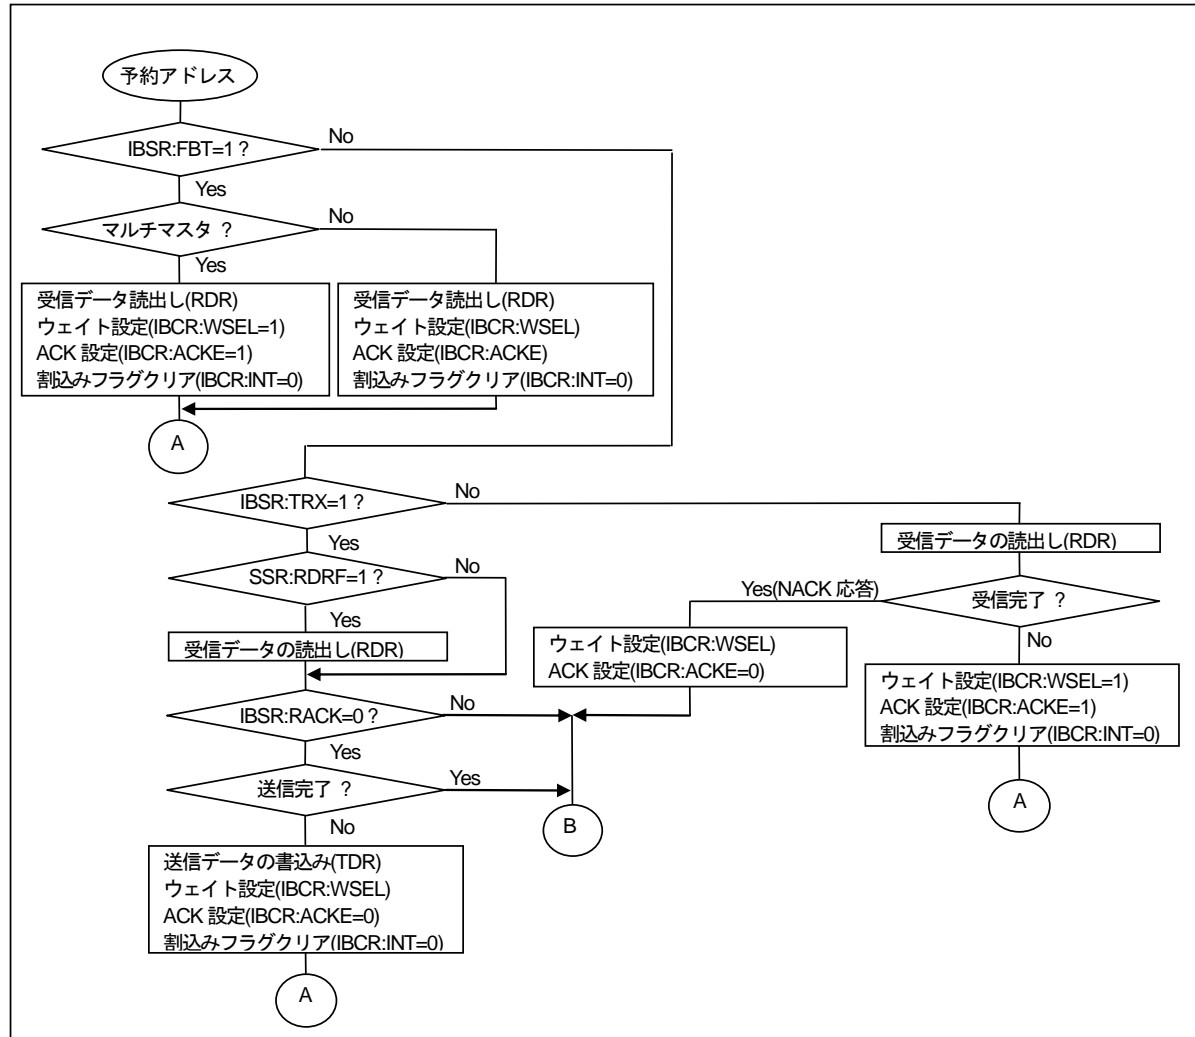 予約アドレス
IBSR:FBT=1 ?
No
Yes
マルチマスタ ?
No
Yes
受信データ読出し(RDR)
ウェイト設定(IBCR:WSEL=1)
ACK 設定(IBCR:ACKE=1)
割込みフラグクリア(IBCR:INT=0)
受信データ読出し(RDR)
ウェイト設定(IBCR:WSEL)
ACK 設定(IBCR:ACKE)
割込みフラグクリア(IBCR:INT=0)
A
IBSR:TRX=1 ?
No
Yes
受信データの読出し(RDR)
SSR:RDRF=1 ?
No
Yes
受信データの読出し(RDR)
受信完了 ?
Yes(NACK 応答)
No
ウェイト設定(IBCR:WSEL)
ACK 設定(IBCR:ACKE=0)
ウェイト設定(IBCR:WSEL=1)
ACK 設定(IBCR:ACKE=1)
割込みフラグクリア(IBCR:INT=0)
IBSR:RACK=0 ?
No
Yes
送信完了 ?
Yes
No
B
A
送信データの書込み(TDR)
ウェイト設定(IBCR:WSEL)
ACK 設定(IBCR:ACKE=0)
割込みフラグクリア(IBCR:INT=0)
A